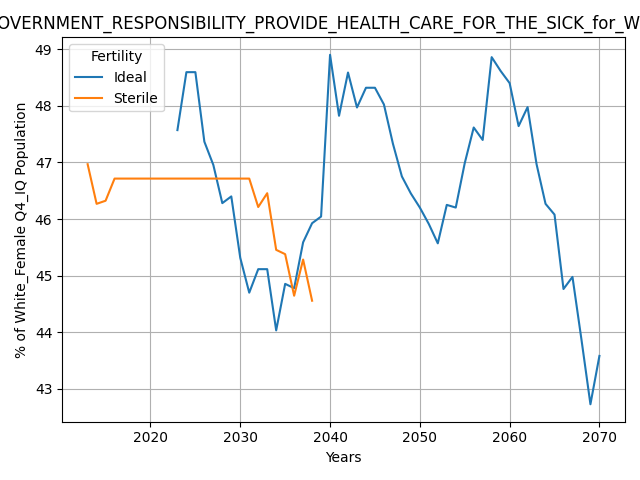 OVERNMENT_RESPONSIBILITY_PROVIDE_HEALTH_CARE_FOR_THE_SICK_for_W
Fertility
Ideal
Sterile
49
48
47
46
45
44
43
% of White_Female Q4_IQ Population
2020 2030 2040 2050 2060 2070
Years